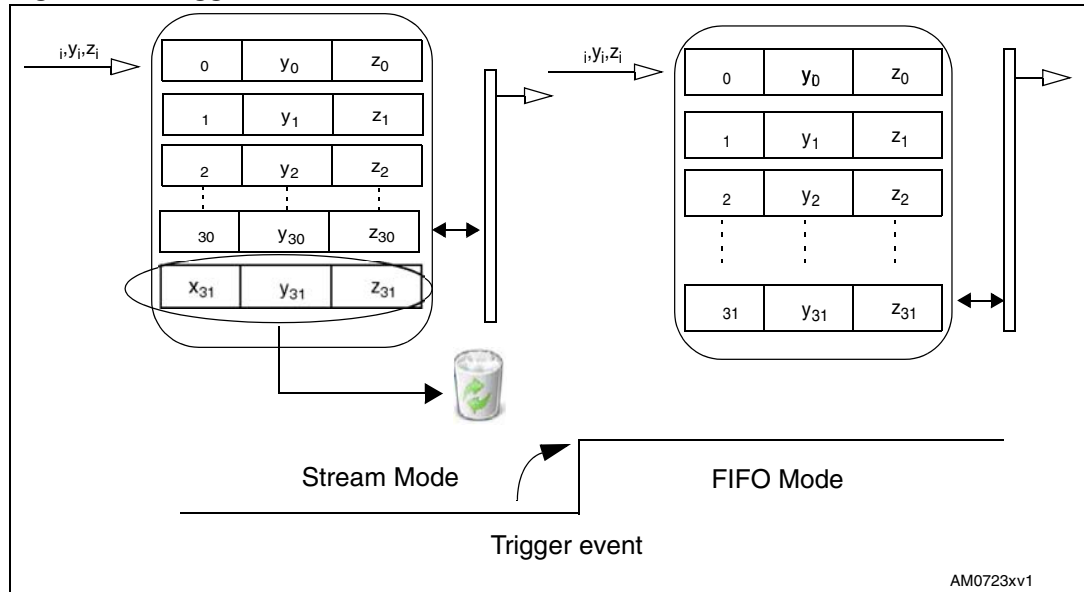 i,yi,zi
0 y0 z0
1 y1 z1
2 y2 z2
30 y30 z30
x31 y31 z31
i,yi,zi
0 y0 z0
1 y1 z1
2 y2 z2
31 y31 z31
Stream Mode
FIFO Mode
Trigger event
AM0723xv1